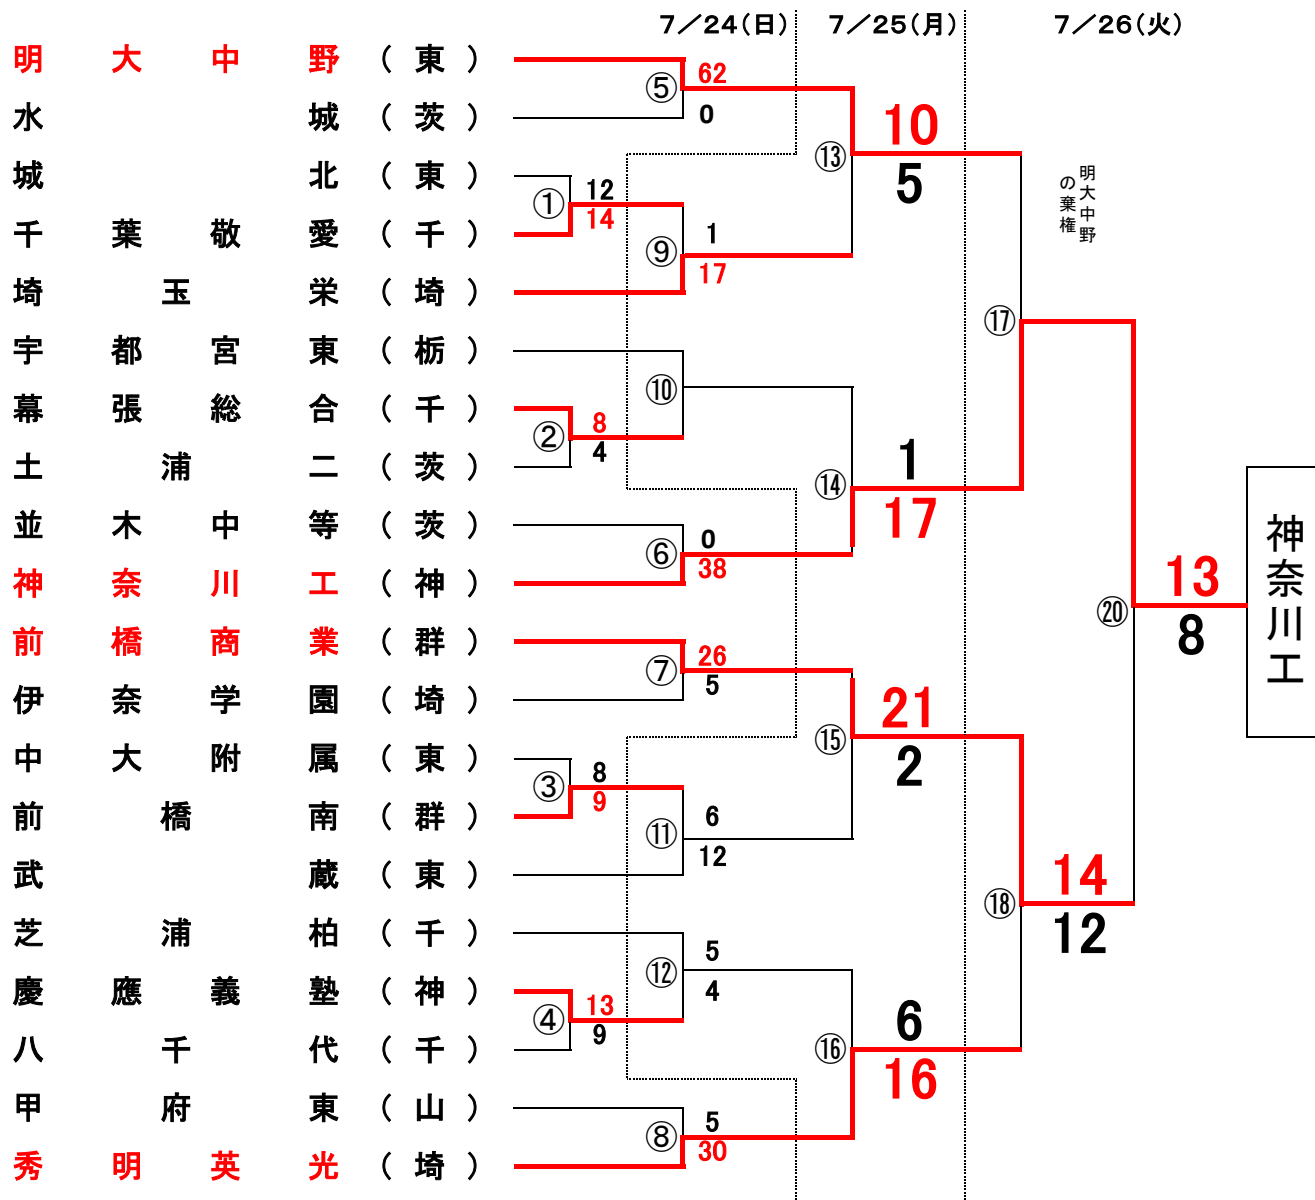 7／24（日） 7／25（月） 7／26（火）
明大中野（東）
水城（茨）
城北（東）
千葉敬愛（千）
埼玉栄（埼）
宇都宮東（栃）
幕張総合（千）
土浦二（茨）
並木中等（茨）
神奈川工（神）
前橋商業（群）
伊奈学園（埼）
中大附属（東）
前橋南（群）
武蔵（東）
芝浦柏（千）
慶應義塾（神）
八千代（千）
甲府東（山）
秀明英光（埼）
① 12 14
② 8 4
③ 8 9
④ 13 9
⑤ 62 0
⑥ 0 38
⑦ 26 5
⑧ 5 30
⑨ 1 17
⑩
⑪ 6 12
⑫ 5 4
⑬ 10 5
⑭ 1 17
⑮ 21 2
⑯ 6 16
⑰
明大中野
の棄権
⑱ 14 12
⑳ 13 8
神奈川工